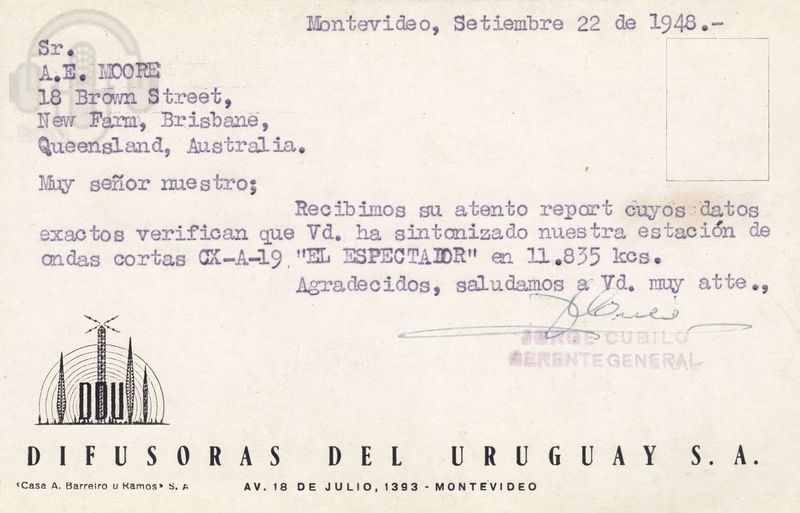 Montevideo, Setiembre 22 de 1948.-
Sr.
A.E. MOORE
18 Brown Street,
New Farm, Brisbane,
Queensland, Australia.
Muy señor nuestro;
Recibimos su atento report cuyos datos
exactos verifican que Vd. ha sintonizado nuestra estación de
ondas cortas CX-A-19 "EL ESPECTADOR" en 11.835 kcs.
Agradecidos, saludamos a Vd. muy atte.,
JORGE CUBILO
GERENTE GENERAL
DDU
DIFUSORAS DEL URUGUAY S. A.
"Casa A. Barreiro u Ramos" S. A
AV. 18 DE JULIO, 1393 - MONTEVIDEO